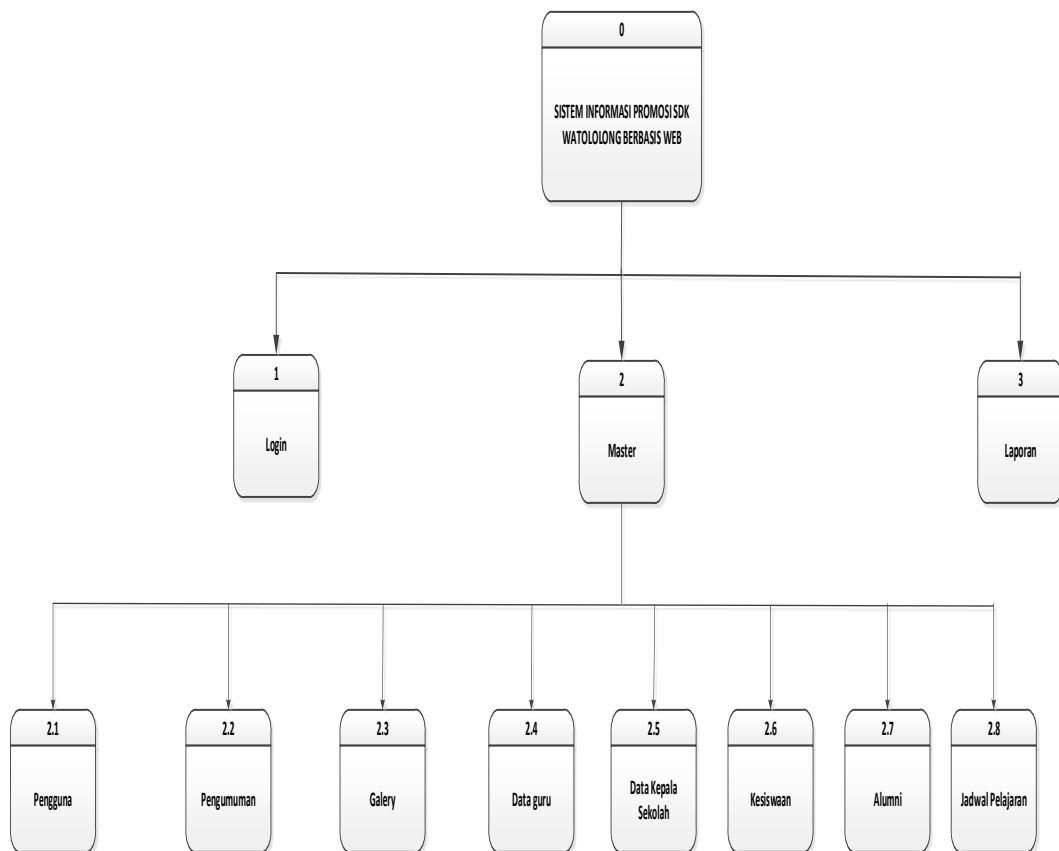 0
SISTEM INFORMASI PROMOSI SDK
WATOLOLONG BERBASIS WEB
1
Login
2
Master
3
Laporan
2.1
Pengguna
2.2
Pengumuman
2.3
Galery
2.4
Data guru
2.5
Data Kepala
Sekolah
2.6
Kesiswaan
2.7
Alumni
2.8
Jadwal Pelajaran